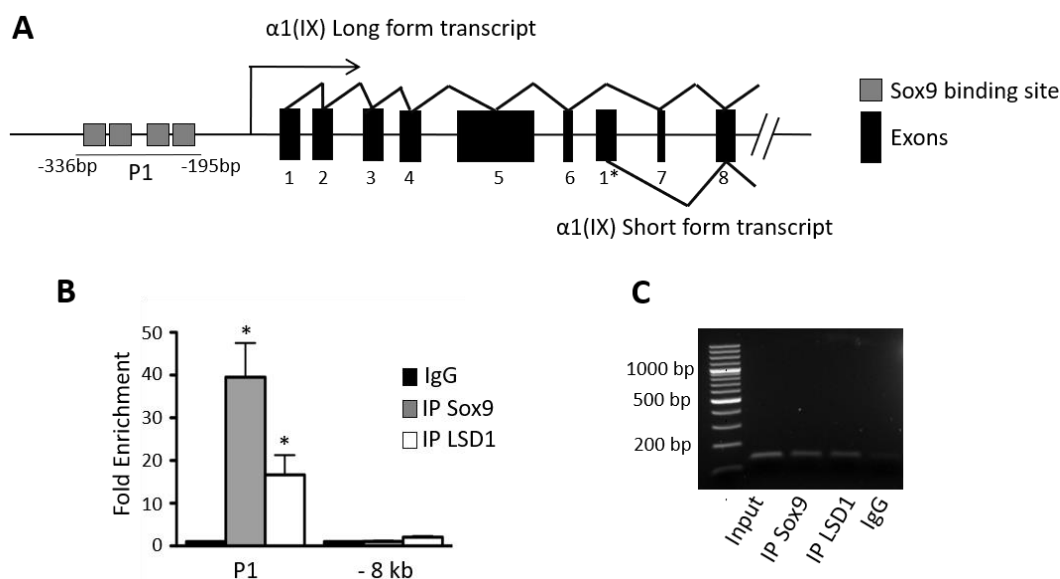 A
α1(IX) Long form transcript
Sox9 binding site
Exons
-336bp
P1
-195bp
1 2 3 4 5 6 1* 7 8
α1(IX) Short form transcript
B
Fold Enrichment
50
40
30
20
10
0
*
*
IgG
IP Sox9
IP LSD1
P1
- 8 kb
C
1000 bp
500 bp
200 bp
Input
IP Sox9
IP LSD1
IgG